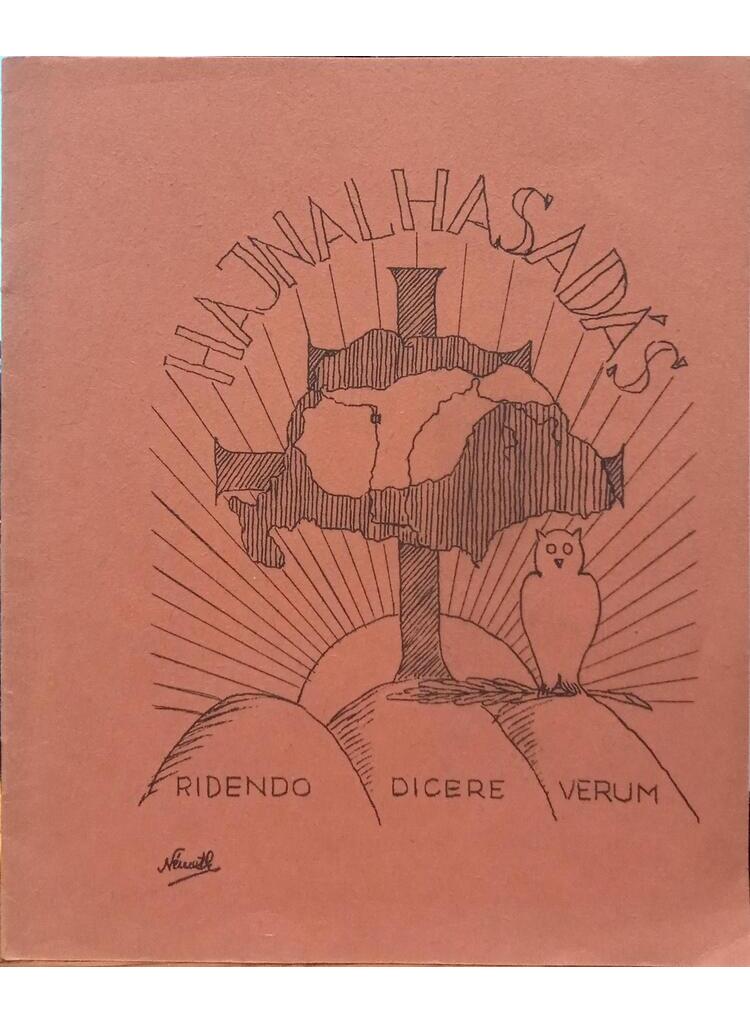 HAJNALHASADÁS
RIDENDO DICERE VERUM
Németh